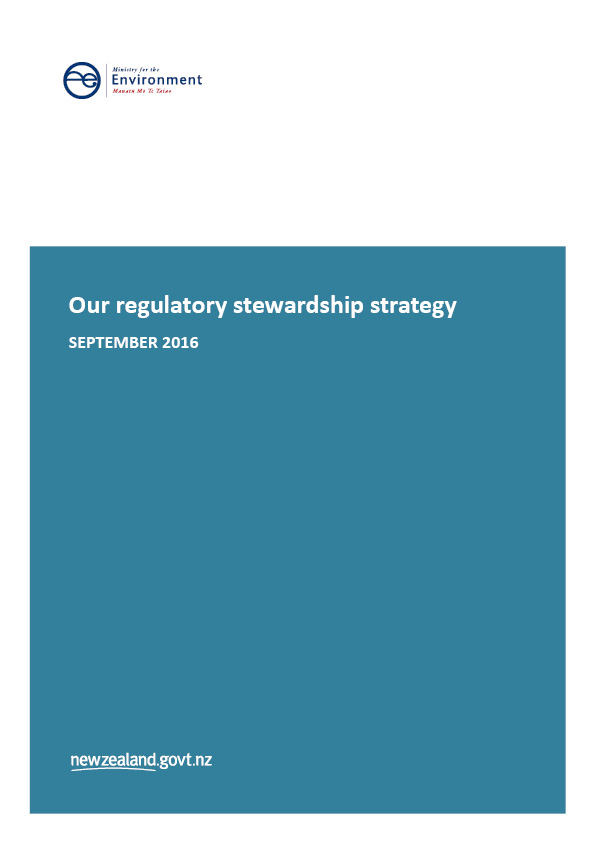 Ministry for the
Environment
Manatū Mō Te Taiao
Our regulatory stewardship strategy
SEPTEMBER 2016
newzealand.govt.nz